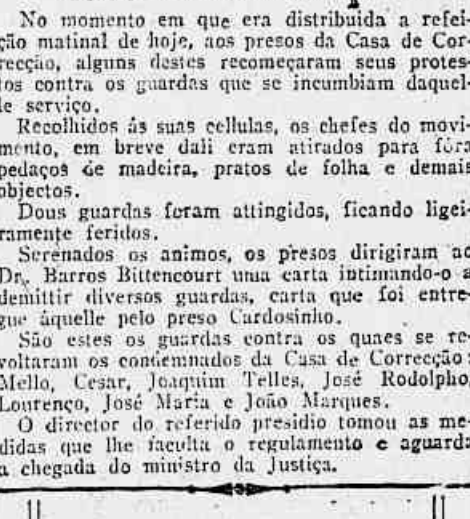 No momento em que era distribuida a refei-
ção matinal de hoje, aos presos da Casa de Cor-
recção, alguns destes recomeçaram seus protes-
tos contra os guardas que se incumbiam daquel-
le serviço.
Recolhidos ás suas cellulas, os chefes do movi-
mento, em breve dali eram atirados para fóra
pedaços de madeira, pratos de folha e demais
objectos.
Dous guardas foram attingidos, ficando ligei-
ramente feridos.
Serenados os animos, os presos dirigiram ao
Dr. Barros Bittencourt uma carta intimando-o a
demittir diversos guardas, carta que foi entre-
gue áquelle pelo preso Cardosinho.
São estes os guardas contra os quaes se re-
voltaram os condemnados da Casa de Correcção:
Mello, Cesar, Joaquim Telles, José Rodolpho,
Lourenço, José Maria e João Marques.
O director do referido presidio tomou as me-
didas que lhe faculta o regulamento e aguarda
a chegada do ministro da Justiça.